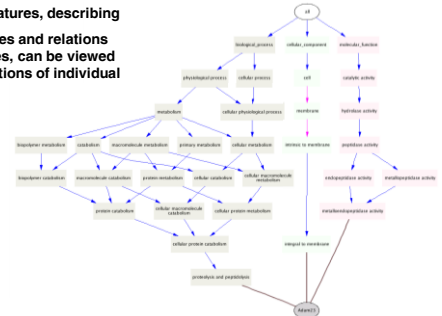 atures, describing
es and relations
es, can be viewed
tions of individual
all
biological_process cellular_component molecular_function
physiological process cellular process cell catalytic activity
metabolism cellular physiological process membrane hydrolase activity
biopolymer metabolism catabolism macromolecule metabolism primary metabolism cellular metabolism intrinsic to membrane peptidase activity
biopolymer catabolism macromolecule catabolism protein metabolism cellular catabolism cellular macromolecule metabolism endopeptidase activity metallopeptidase activity
protein catabolism cellular macromolecule catabolism cellular protein metabolism metalloendopeptidase activity
cellular protein catabolism integral to membrane
proteolysis and peptidolysis